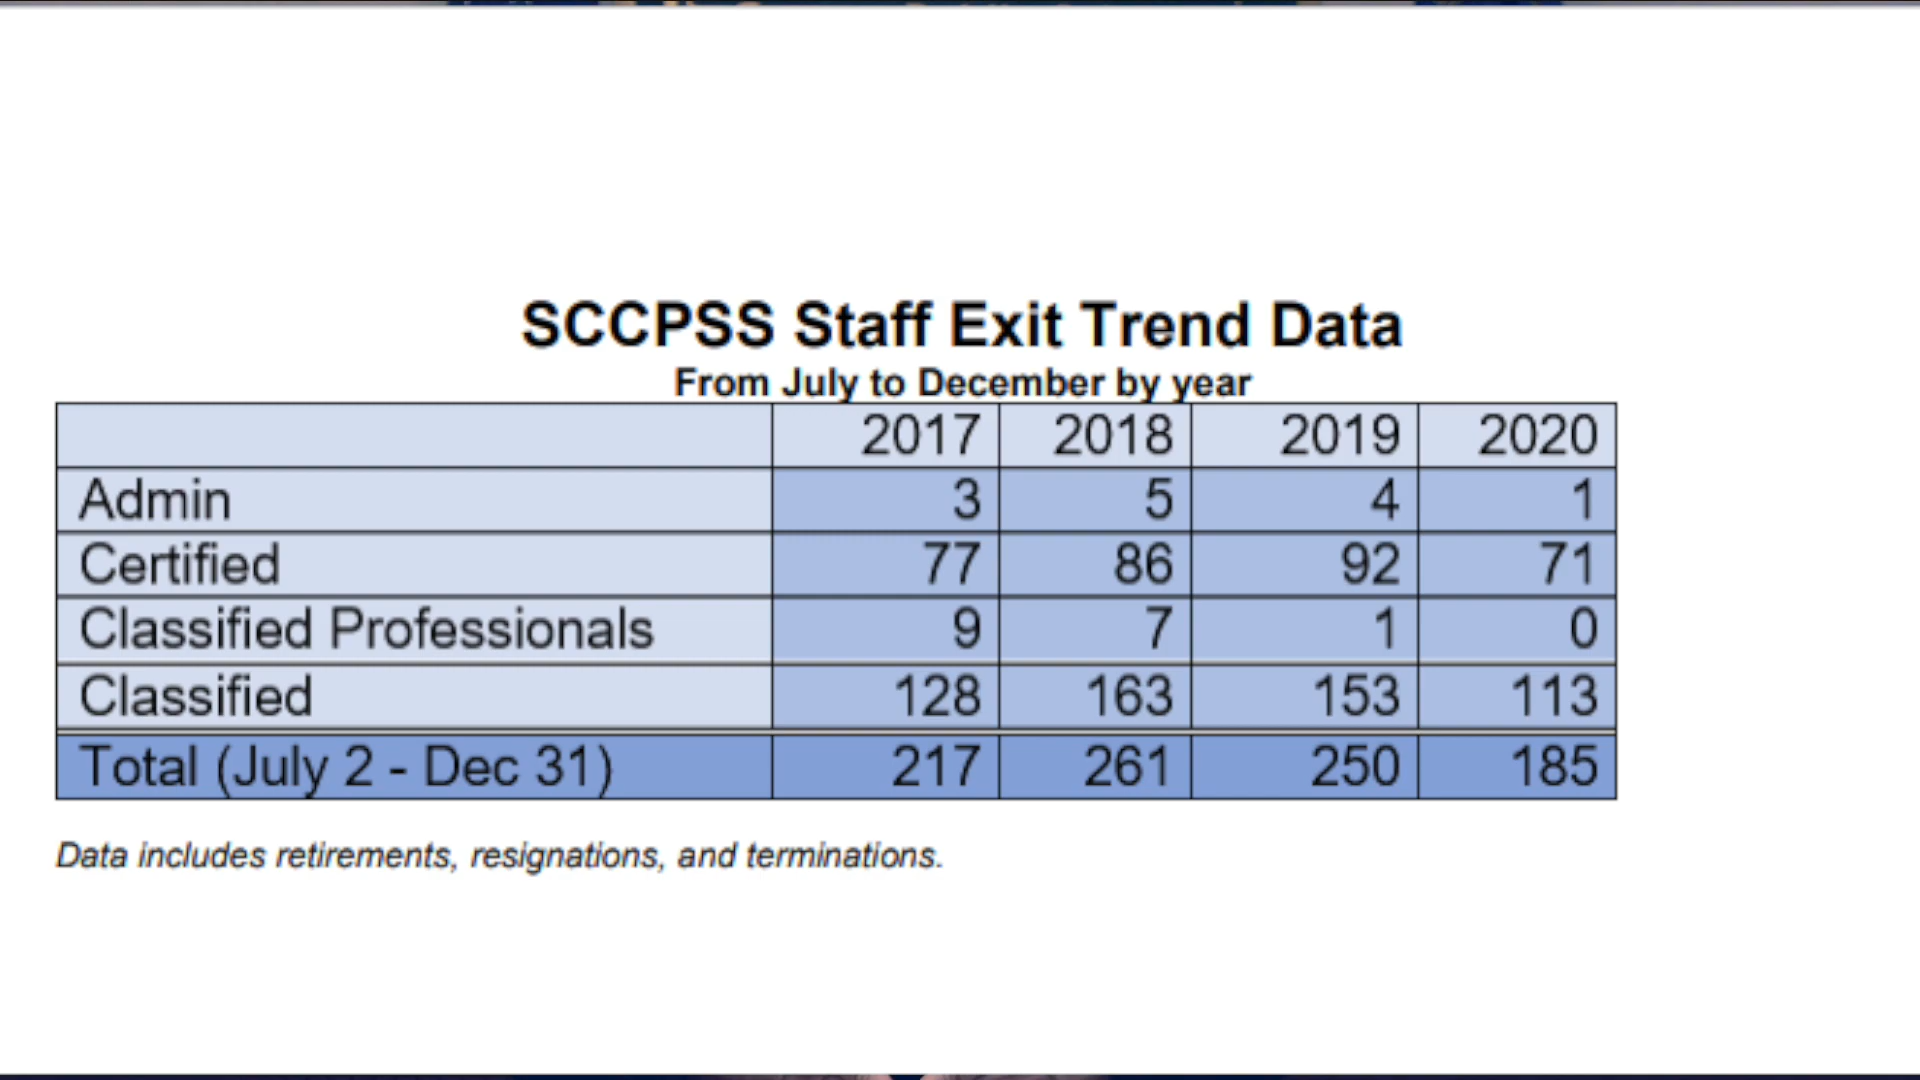 SCCPSS Staff Exit Trend Data
From July to December by year
2017 2018 2019 2020
Admin 3 5 4 1
Certified 77 86 92 71
Classified Professionals 9 7 1 0
Classified 128 163 153 113
Total (July 2 - Dec 31) 217 261 250 185
Data includes retirements, resignations, and terminations.